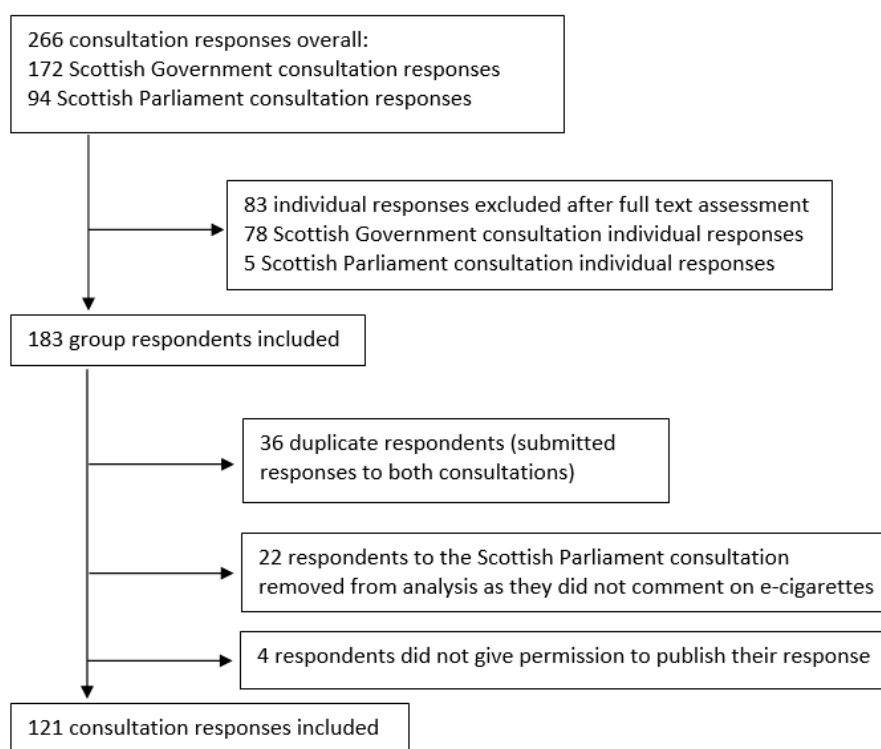 266 consultation responses overall:
172 Scottish Government consultation responses
94 Scottish Parliament consultation responses
83 individual responses excluded after full text assessment
78 Scottish Government consultation individual responses
5 Scottish Parliament consultation individual responses
183 group respondents included
36 duplicate respondents (submitted
responses to both consultations)
22 respondents to the Scottish Parliament consultation
removed from analysis as they did not comment on e-cigarettes
4 respondents did not give permission to publish their response
121 consultation responses included